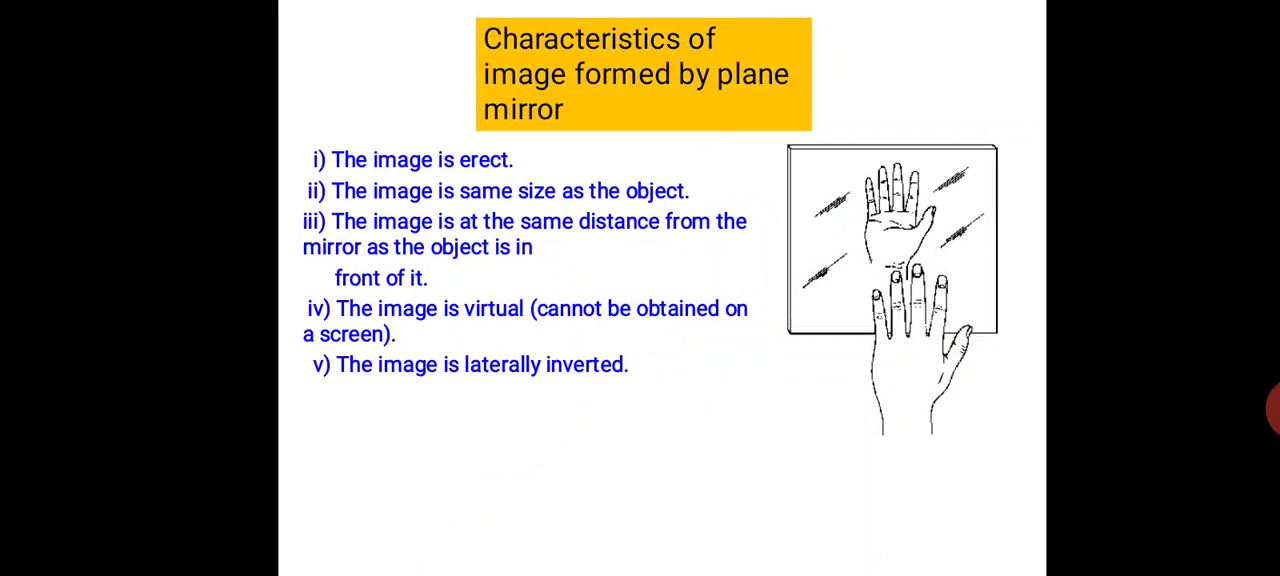 Characteristics of
image formed by plane
mirror
i) The image is erect.
ii) The image is same size as the object.
iii) The image is at the same distance from the
mirror as the object is in
front of it.
iv) The image is virtual (cannot be obtained on
a screen).
v) The image is laterally inverted.